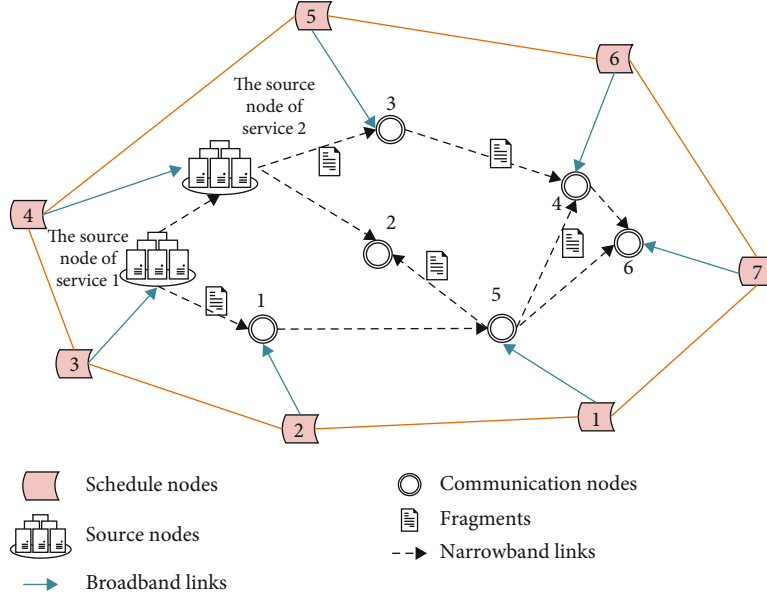 5
6
The source
node of
service 2
3
4
4
2
The source
node of
service 1
6
7
1
5
3
2
1
Schedule nodes
Communication nodes
Source nodes
Fragments
Broadband links
Narrowband links